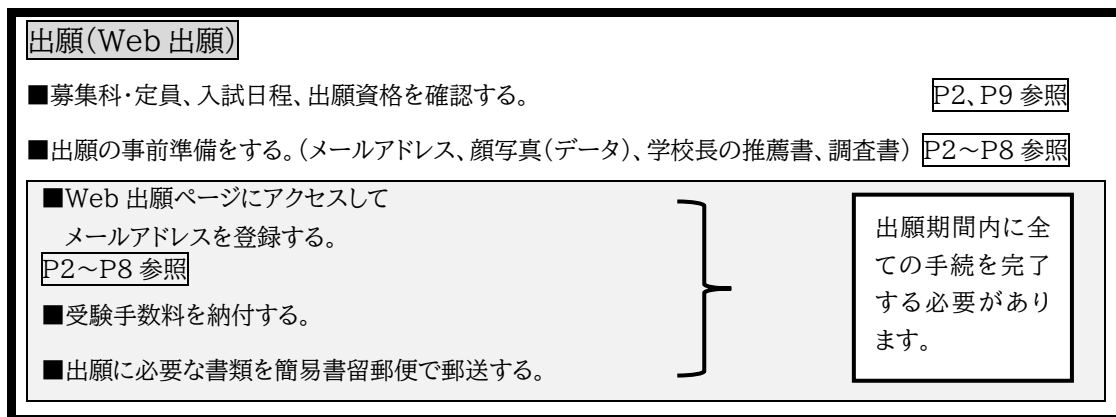 出願(Web 出願)
■募集科・定員、入試日程、出願資格を確認する。 P2、P9 参照
■出願の事前準備をする。(メールアドレス、顔写真(データ)、学校長の推薦書、調査書) P2~P8 参照
■Web 出願ページにアクセスして
メールアドレスを登録する。
P2~P8 参照
■受験手数料を納付する。
■出願に必要な書類を簡易書留郵便で郵送する。
出願期間内に全
ての手続を完了
する必要があり
ます。